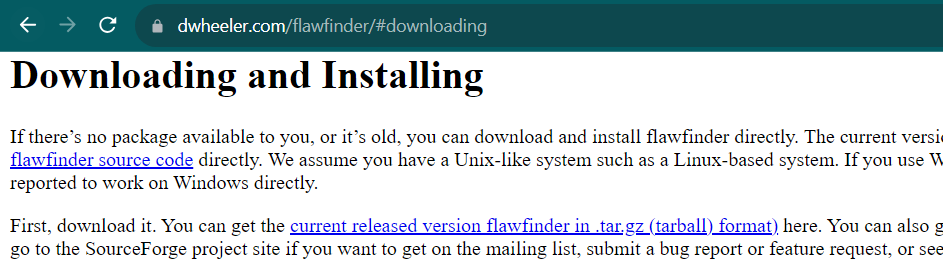 dwheeler.com/flawfinder/#downloading
Downloading and Installing
If there’s no package available to you, or it’s old, you can download and install flawfinder directly. The current
flawfinder source code directly. We assume you have a Unix-like system such as a Linux-based system. If you use
reported to work on Windows directly.
First, download it. You can get the current released version flawfinder in .tar.gz (tarball) format) here. You can also
go to the SourceForge project site if you want to get on the mailing list, submit a bug report or feature request, or see